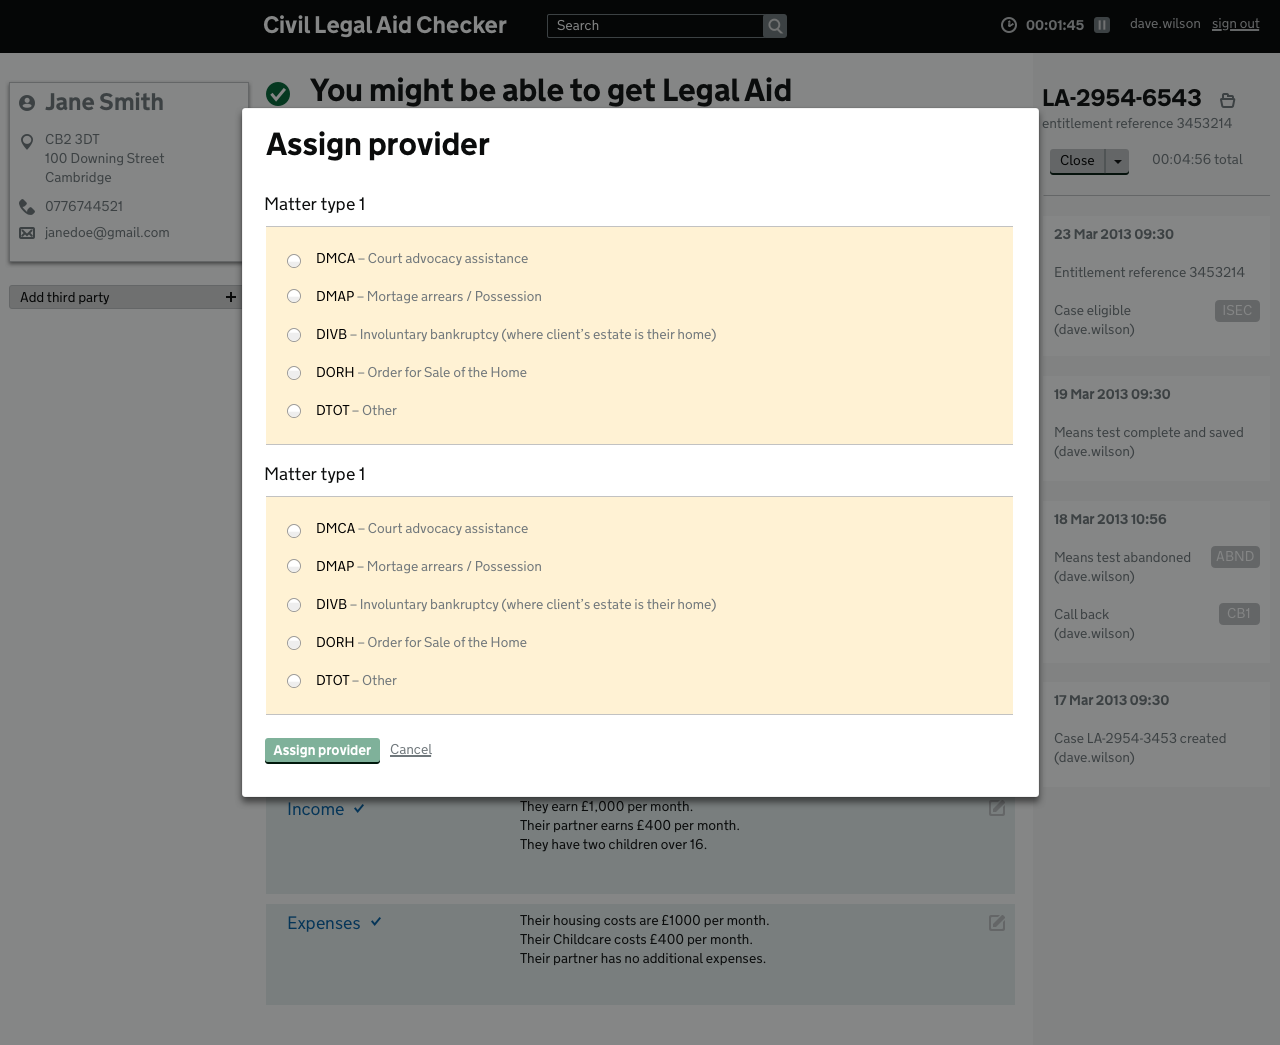 Civil Legal Aid Checker
Search
00:01:45
dave.wilson
sign out
Jane Smith
CB2 3DT
100 Downing Street
Cambridge
0776744521
janedoe@gmail.com
Add third party
You might be able to get Legal Aid
Assign provider
Matter type 1
DMCA – Court advocacy assistance
DMAP – Mortage arrears / Possession
DIVB – Involuntary bankruptcy (where client’s estate is their home)
DORH – Order for Sale of the Home
DTOT – Other
Matter type 1
DMCA – Court advocacy assistance
DMAP – Mortage arrears / Possession
DIVB – Involuntary bankruptcy (where client’s estate is their home)
DORH – Order for Sale of the Home
DTOT – Other
Assign provider
Cancel
Income
They earn £1,000 per month.
Their partner earns £400 per month.
They have two children over 16.
Expenses
Their housing costs are £1000 per month.
Their Childcare costs £400 per month.
Their partner has no additional expenses.
LA-2954-6543
entitlement reference 3453214
Close
00:04:56 total
23 Mar 2013 09:30
Entitlement reference 3453214
Case eligible
ISEC
(dave.wilson)
19 Mar 2013 09:30
Means test complete and saved
(dave.wilson)
18 Mar 2013 10:56
Means test abandoned
ABND
(dave.wilson)
Call back
CB1
(dave.wilson)
17 Mar 2013 09:30
Case LA-2954-3453 created
(dave.wilson)